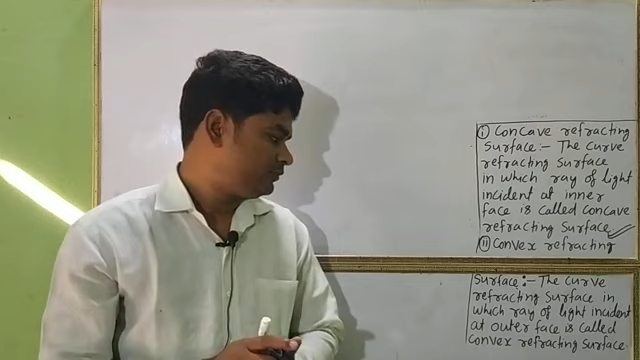 ① Concave refracting
Surface:- The curve
refracting surface
in which ray of light
incident at inner
face is called concave
refracting surface.
② Convex refracting
Surface:- The curve
refracting surface in
which ray of light incident
at outer face is called
convex refracting surface.